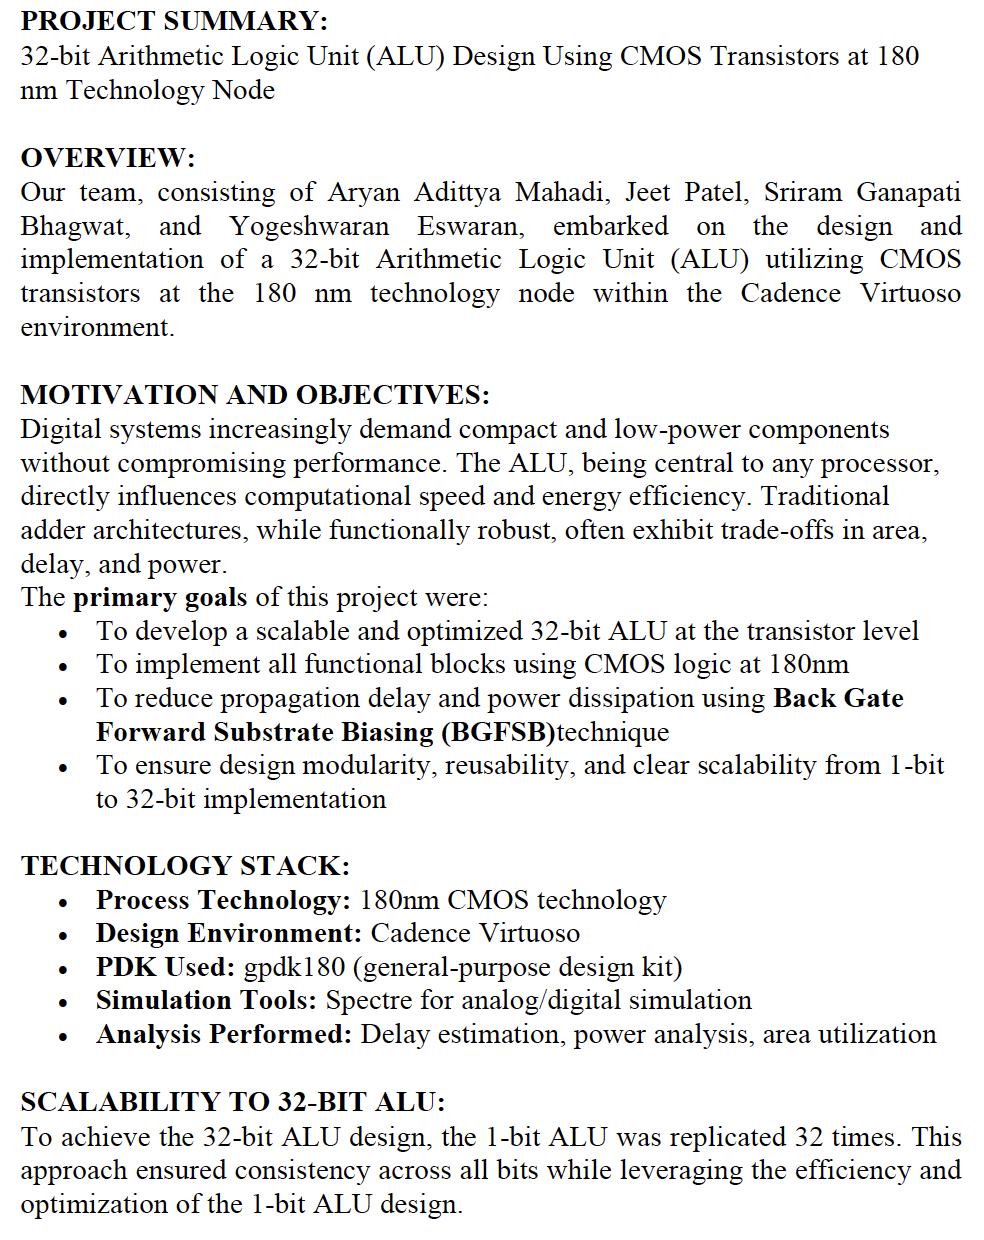 PROJECT SUMMARY:
32-bit Arithmetic Logic Unit (ALU) Design Using CMOS Transistors at 180
nm Technology Node
OVERVIEW:
Our team, consisting of Aryan Adittya Mahadi, Jeet Patel, Sriram Ganapati
Bhagwat, and Yogeshwaran Eswaran, embarked on the design and
implementation of a 32-bit Arithmetic Logic Unit (ALU) utilizing CMOS
transistors at the 180 nm technology node within the Cadence Virtuoso
environment.
MOTIVATION AND OBJECTIVES:
Digital systems increasingly demand compact and low-power components
without compromising performance. The ALU, being central to any processor,
directly influences computational speed and energy efficiency. Traditional
adder architectures, while functionally robust, often exhibit trade-offs in area,
delay, and power.
The primary goals of this project were:
• To develop a scalable and optimized 32-bit ALU at the transistor level
• To implement all functional blocks using CMOS logic at 180nm
• To reduce propagation delay and power dissipation using Back Gate
Forward Substrate Biasing (BGFSB)technique
• To ensure design modularity, reusability, and clear scalability from 1-bit
to 32-bit implementation
TECHNOLOGY STACK:
• Process Technology: 180nm CMOS technology
• Design Environment: Cadence Virtuoso
• PDK Used: gpdk180 (general-purpose design kit)
• Simulation Tools: Spectre for analog/digital simulation
• Analysis Performed: Delay estimation, power analysis, area utilization
SCALABILITY TO 32-BIT ALU:
To achieve the 32-bit ALU design, the 1-bit ALU was replicated 32 times. This
approach ensured consistency across all bits while leveraging the efficiency and
optimization of the 1-bit ALU design.